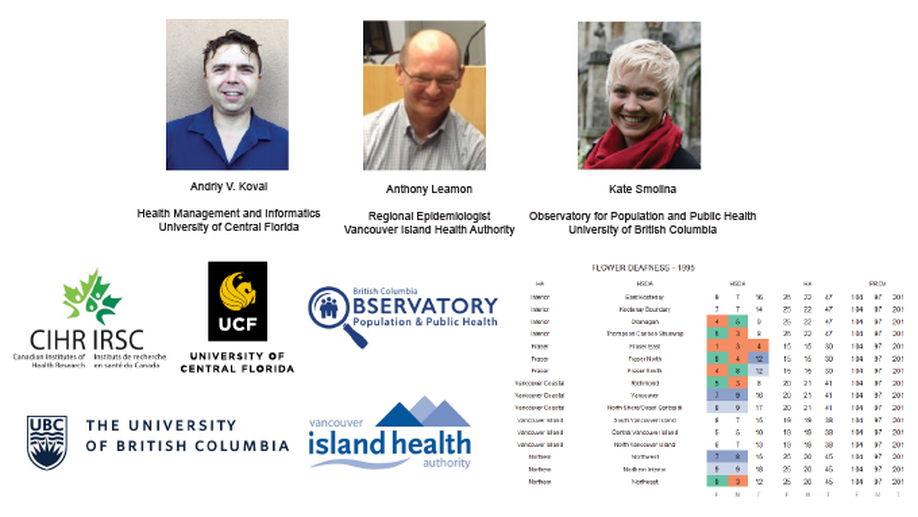 Andriy V. Koval
Health Management and Informatics
University of Central Florida
Anthony Leamon
Regional Epidemiologist
Vancouver Island Health Authority
Kate Smolina
Observatory for Population and Public Health
University of British Columbia
CIHR IRSC
Canadian Institutes of Health Research
Instituts de recherche en santé du Canada
UCF
UNIVERSITY OF
CENTRAL FLORIDA
British Columbia
BSERVATORY
Population & Public Health
UBC
THE UNIVERSITY
OF BRITISH COLUMBIA
vancouver
island health
authority
FLOWER DEAFNESS - 1995
HA HSDA HSDA HA PROV
Interior East Kootenay 9 7 16 25 22 47 104 97 201
Interior Kootenay Boundary 7 7 14 25 22 47 104 97 201
Interior Okanagan 4 5 9 25 22 47 104 97 201
Interior Thompson Cariboo Shuswap 5 3 8 25 22 47 104 97 201
Fraser Fraser East 1 3 4 15 15 30 104 97 201
Fraser Fraser North 8 4 12 15 15 30 104 97 201
Fraser Fraser South 4 8 12 15 15 30 104 97 201
Vancouver Coastal Richmond 5 3 8 20 21 41 104 97 201
Vancouver Coastal Vancouver 7 9 16 20 21 41 104 97 201
Vancouver Coastal 8 9 17 20 21 41 104 97 201
Vancouver Island South Vancouver Island 8 7 15 19 19 38 104 97 201
Vancouver Island Central Vancouver Island 5 5 10 19 19 38 104 97 201
Vancouver Island North Vancouver Island 6 7 13 19 19 38 104 97 201
Northern Northwest 7 8 15 25 20 45 104 97 201
Northern Northern Interior 9 9 18 25 20 45 104 97 201
Northern Northeast 9 3 12 25 20 45 104 97 201
F M T F M T F M T